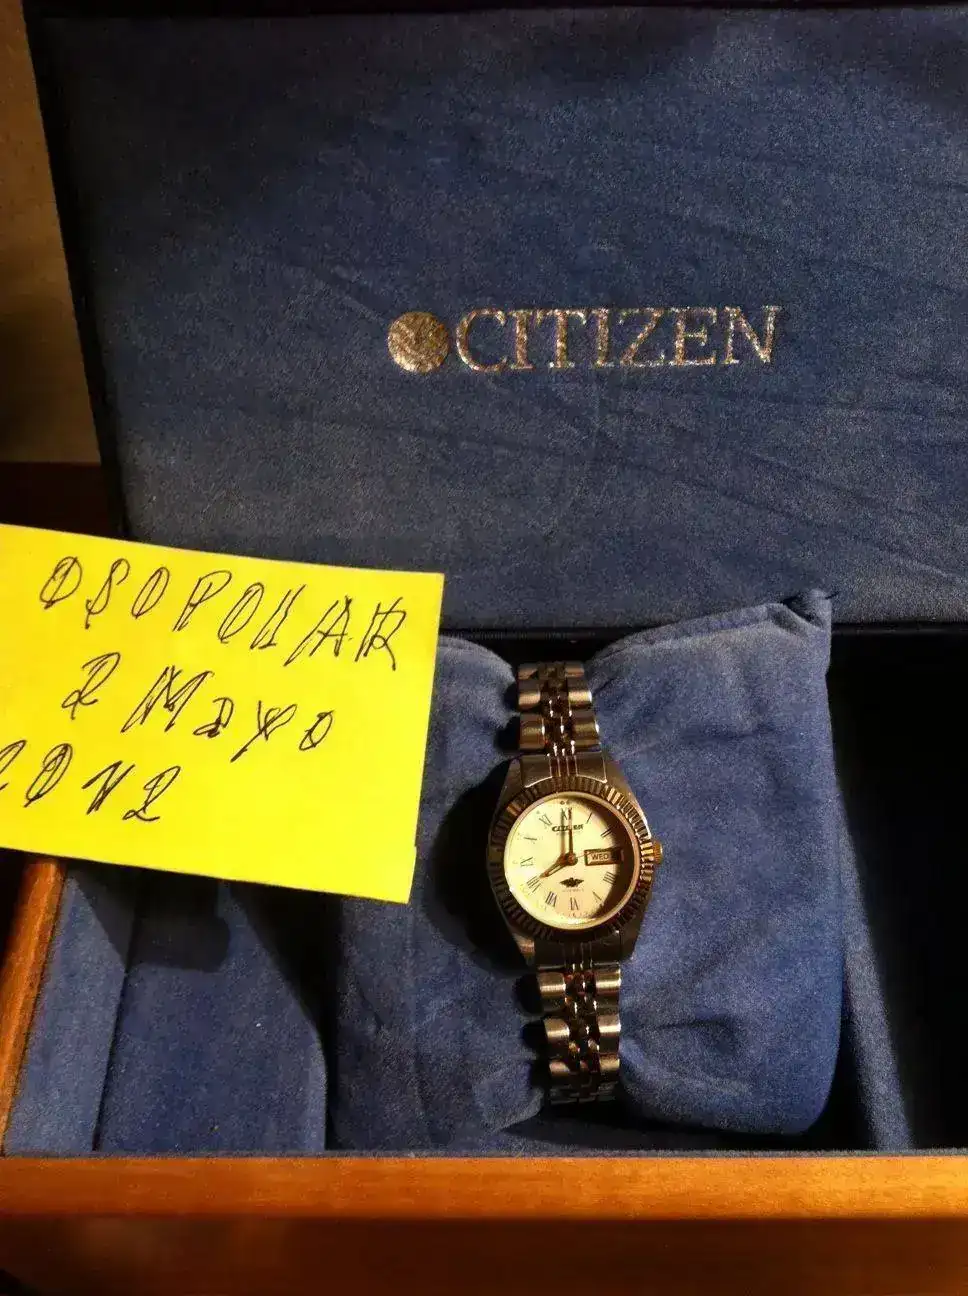 CITIZEN
OSOPOLAR
2 Mayo
2012
CITIZEN
WED